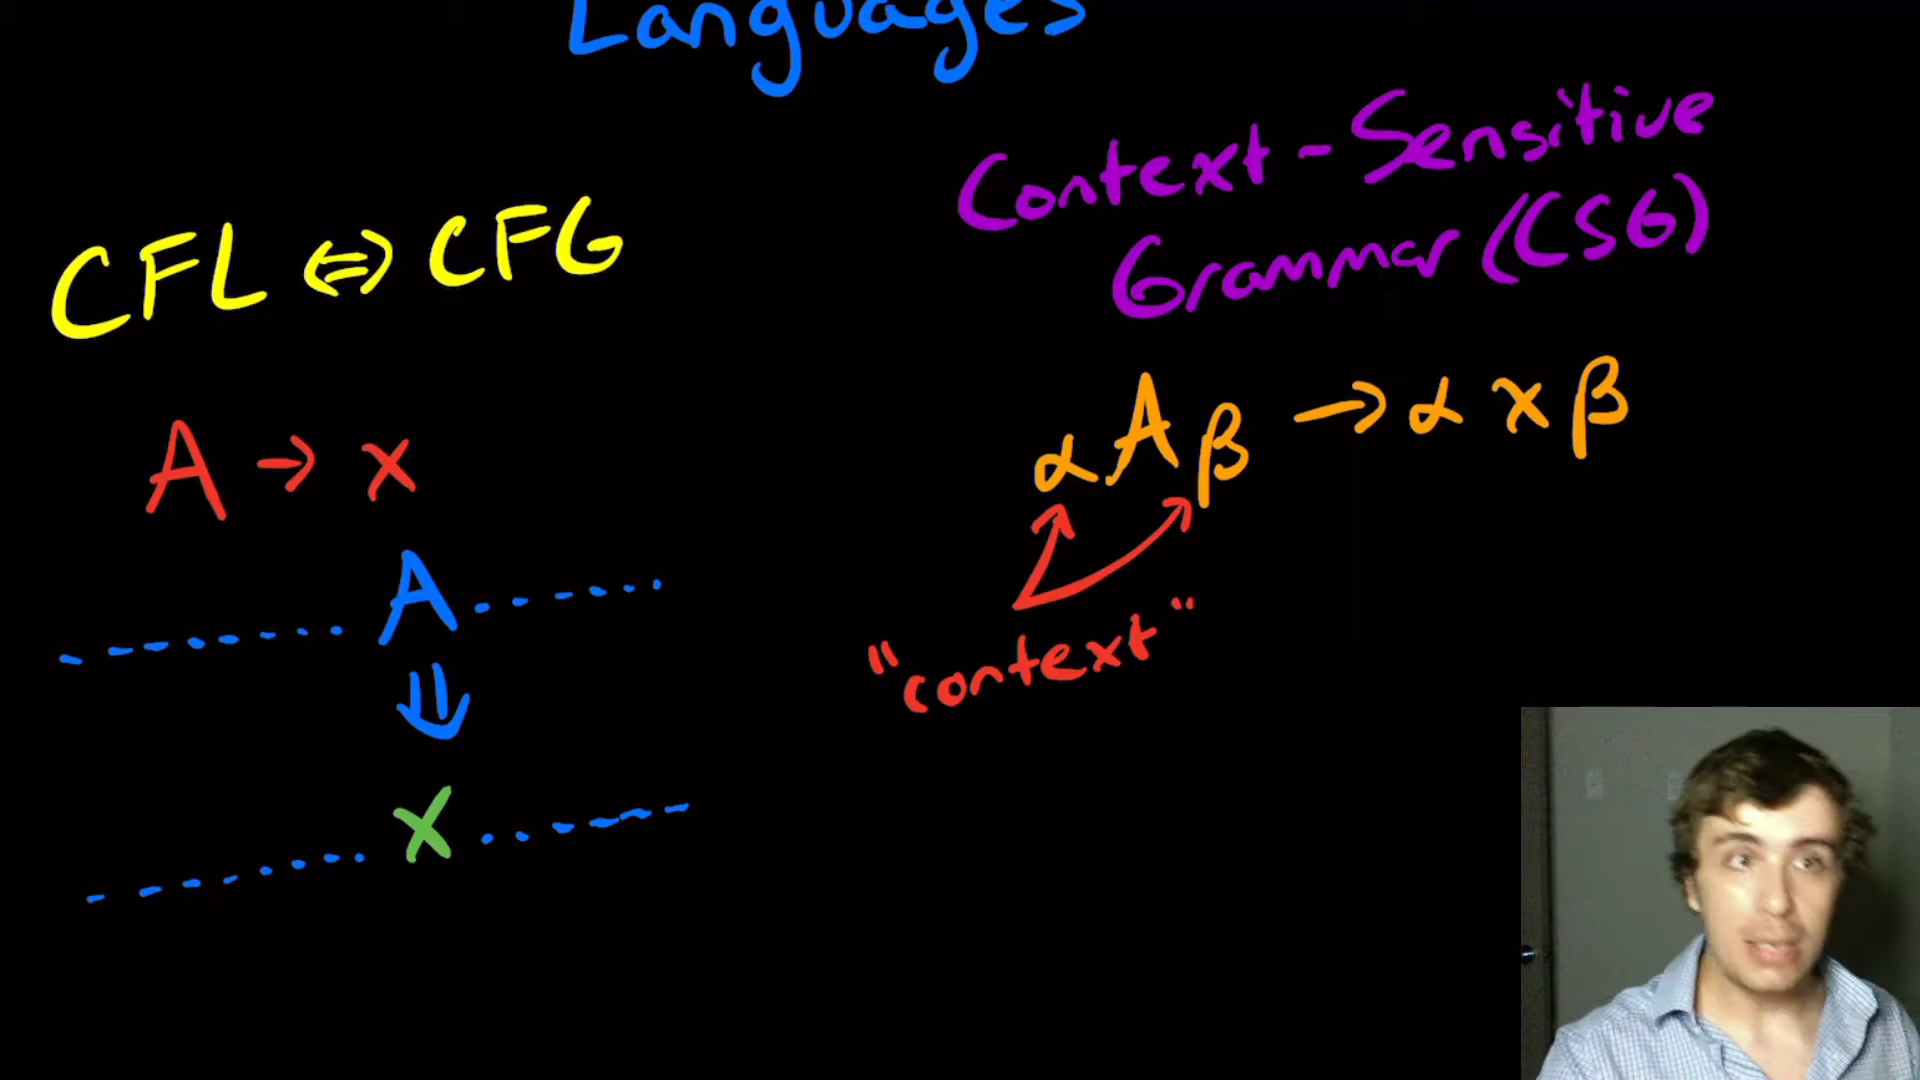 Languages
CFL ⇔ CFG
A → x
A
⇓
x
Context-Sensitive
Grammar (CSG)
αAβ → αxβ
"context"